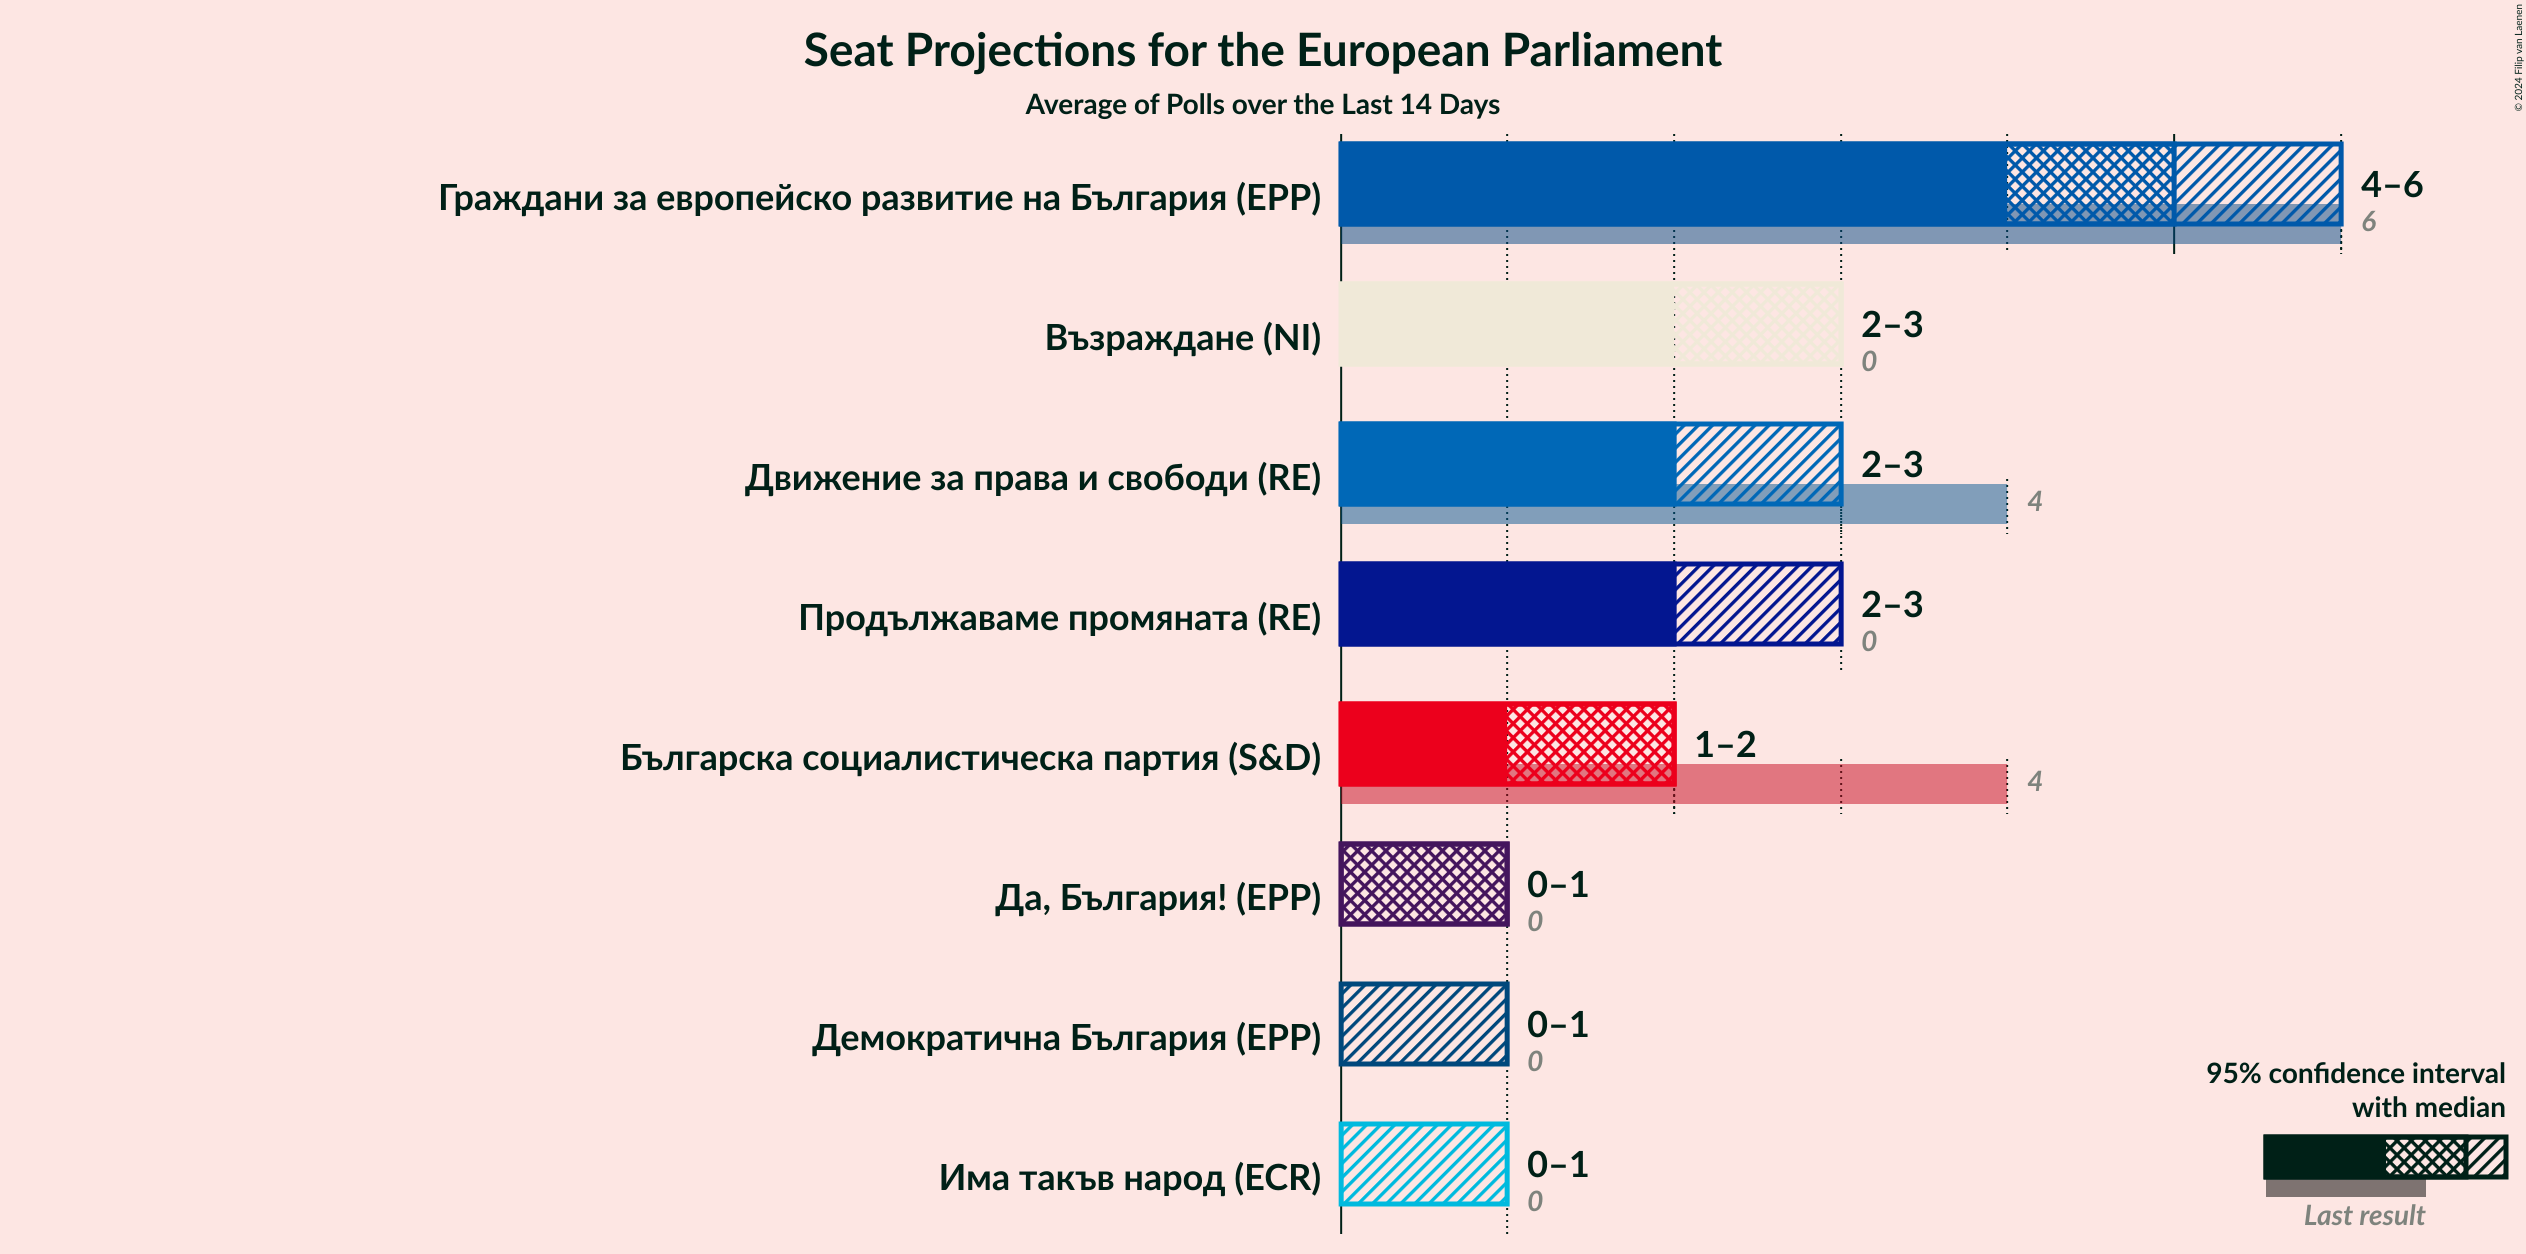 Seat Projections for the European Parliament
Average of Polls over the Last 14 Days
© 2024 Filip van Laenen
Граждани за европейско развитие на България (EPP)
4–6
6
Възраждане (NI)
2–3
0
Движение за права и свободи (RE)
2–3
4
Продължаваме промяната (RE)
2–3
0
Българска социалистическа партия (S&D)
1–2
4
Да, България! (EPP)
0–1
0
Демократична България (EPP)
0–1
0
Има такъв народ (ECR)
0–1
0
95% confidence interval
with median
Last result